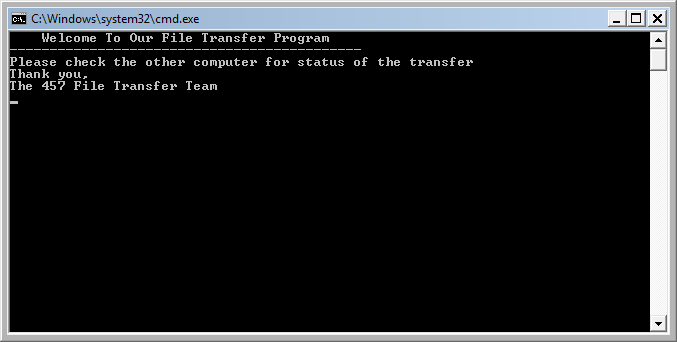 C:\Windows\system32\cmd.exe
Welcome To Our File Transfer Program
--------------------------------------------
Please check the other computer for status of the transfer
Thank you,
The 457 File Transfer Team